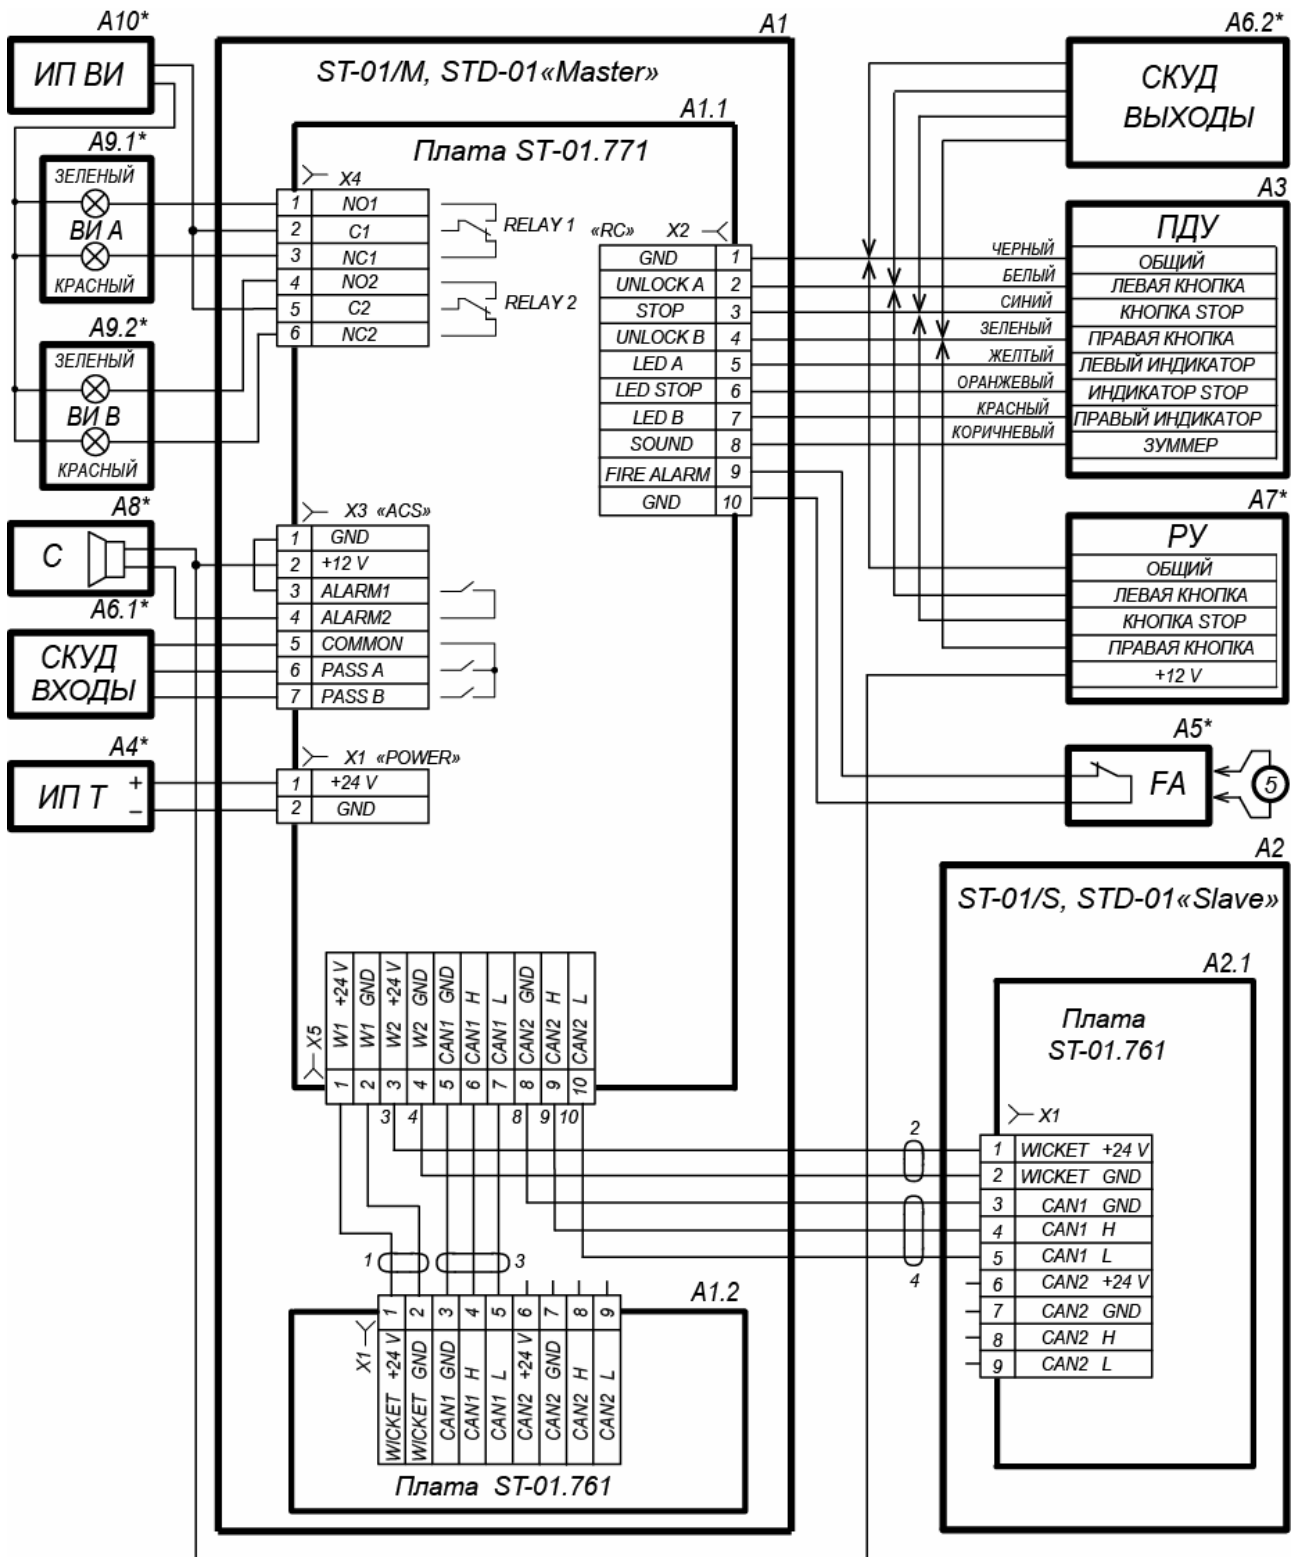 A10*
ИП ВИ
A9.1*
ЗЕЛЕНЫЙ
ВИ А
КРАСНЫЙ
A9.2*
ЗЕЛЕНЫЙ
ВИ В
КРАСНЫЙ
A8*
С
A6.1*
СКУД
ВХОДЫ
A4*
ИП Т
+
–
A1
ST-01/M, STD-01«Master»
A1.1
Плата ST-01.771
X4
1 NO1
2 C1
3 NC1
4 NO2
5 C2
6 NC2
RELAY 1
RELAY 2
X3 «ACS»
1 GND
2 +12 V
3 ALARM1
4 ALARM2
5 COMMON
6 PASS A
7 PASS B
X1 «POWER»
1 +24 V
2 GND
«RC» X2
GND 1
UNLOCK A 2
STOP 3
UNLOCK B 4
LED A 5
LED STOP 6
LED B 7
SOUND 8
FIRE ALARM 9
GND 10
ЧЕРНЫЙ
БЕЛЫЙ
СИНИЙ
ЗЕЛЕНЫЙ
ЖЕЛТЫЙ
ОРАНЖЕВЫЙ
КРАСНЫЙ
КОРИЧНЕВЫЙ
A6.2*
СКУД
ВЫХОДЫ
A3
ПДУ
ОБЩИЙ
ЛЕВАЯ КНОПКА
КНОПКА STOP
ПРАВАЯ КНОПКА
ЛЕВЫЙ ИНДИКАТОР
ИНДИКАТОР STOP
ПРАВЫЙ ИНДИКАТОР
ЗУММЕР
A7*
РУ
ОБЩИЙ
ЛЕВАЯ КНОПКА
КНОПКА STOP
ПРАВАЯ КНОПКА
+12 V
A5*
FA
5
X5
1 W1 +24 V
2 W1 GND
3 W2 +24 V
4 W2 GND
5 CAN1 GND
6 CAN1 H
7 CAN1 L
8 CAN2 GND
9 CAN2 H
10 CAN2 L
3 4 8 9 10
1
3
2
4
A1.2
X1
1 WICKET +24 V
2 WICKET GND
3 CAN1 GND
4 CAN1 H
5 CAN1 L
6 CAN2 +24 V
7 CAN2 GND
8 CAN2 H
9 CAN2 L
Плата ST-01.761
A2
ST-01/S, STD-01«Slave»
A2.1
Плата
ST-01.761
X1
1 WICKET +24 V
2 WICKET GND
3 CAN1 GND
4 CAN1 H
5 CAN1 L
6 CAN2 +24 V
7 CAN2 GND
8 CAN2 H
9 CAN2 L